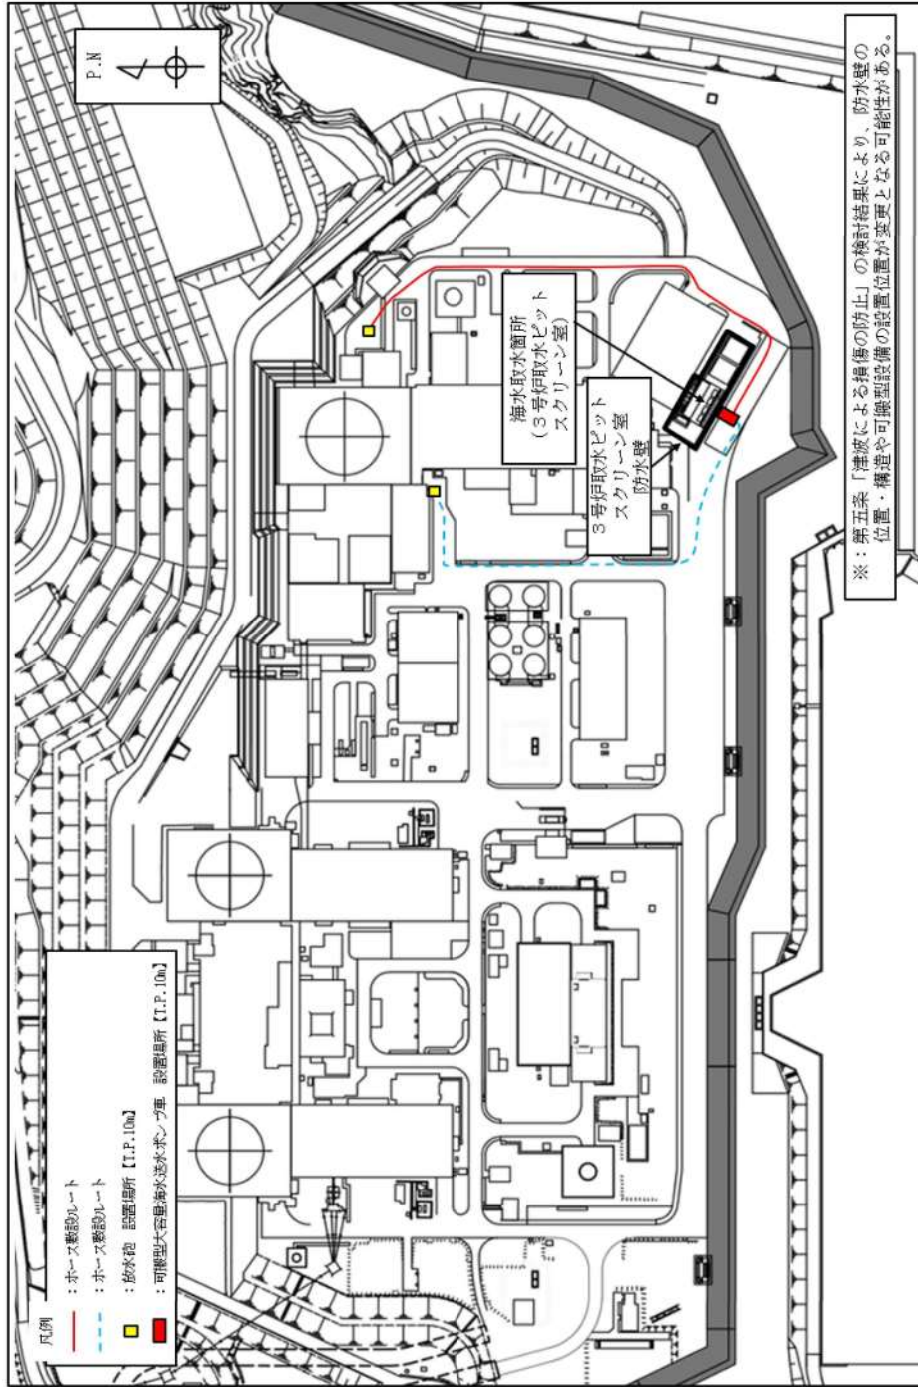 P.N
凡例
：ホース敷設ルート
：ホース敷設ルート
：放水砲　設置場所【T.P.10m】
：可搬型大容量海水送水ポンプ車　設置場所【T.P.10m】
海水取水箇所
（３号炉取水ピット
スクリーン室）
３号炉取水ピット
スクリーン室
防水壁
※：第五条「津波による損傷の防止」の検討結果により、防水壁の
位置・構造や可搬型設備の設置位置が変更となる可能性がある。